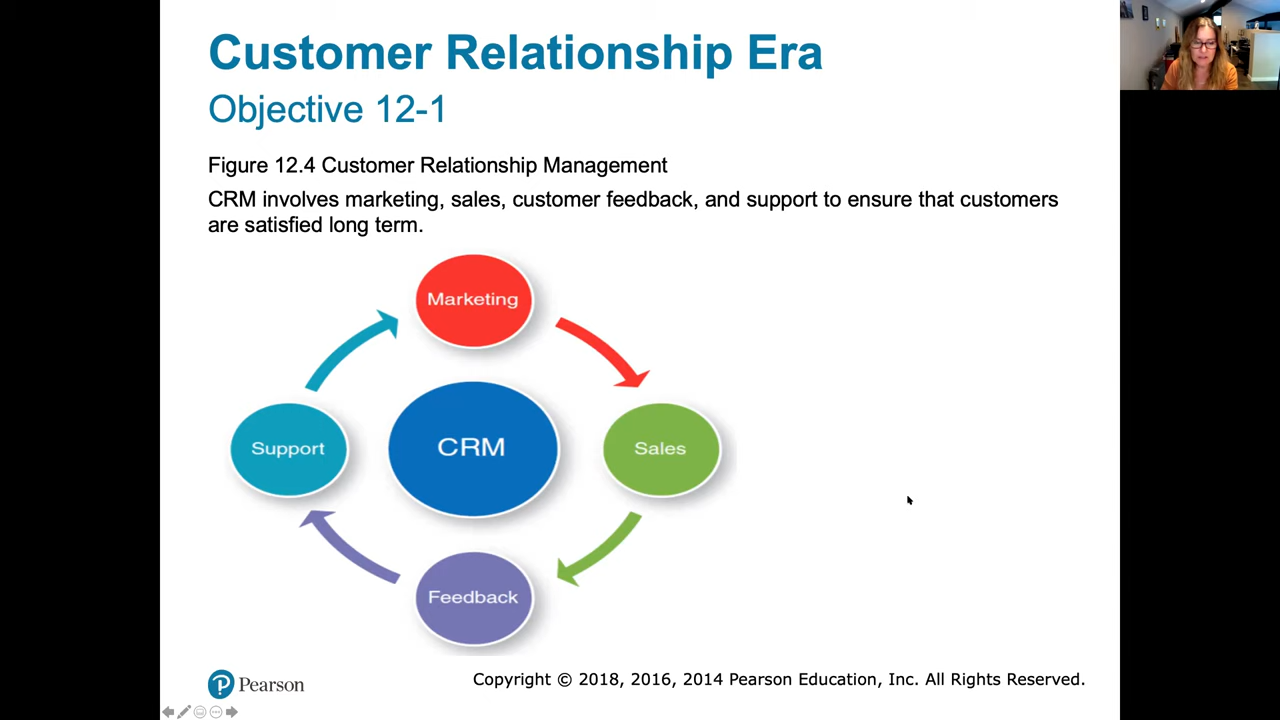 Customer Relationship Era
Objective 12-1
Figure 12.4 Customer Relationship Management
CRM involves marketing, sales, customer feedback, and support to ensure that customers
are satisfied long term.
Marketing
Support
CRM
Sales
Feedback
Pearson
Copyright © 2018, 2016, 2014 Pearson Education, Inc. All Rights Reserved.